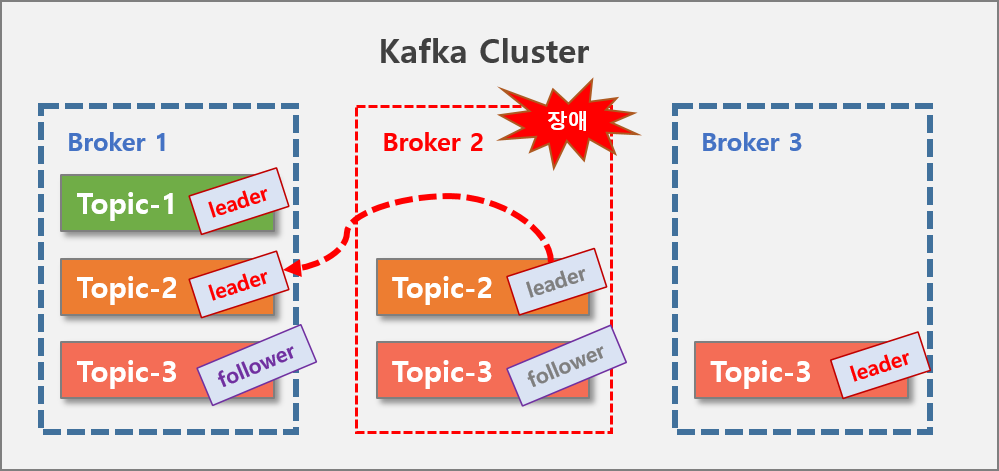 Kafka Cluster
Broker 1
Topic-1 leader
Topic-2 leader
Topic-3 follower
Broker 2
장애
Topic-2 leader
Topic-3 follower
Broker 3
Topic-3 leader